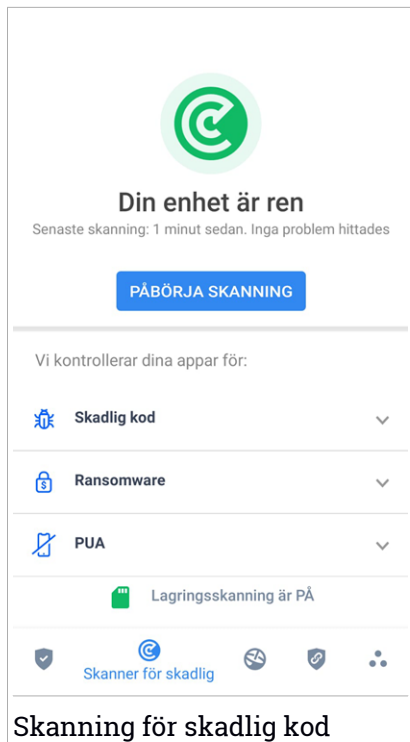 Din enhet är ren
Senaste skanning: 1 minut sedan. Inga problem hittades
PÅBÖRJA SKANNING
Vi kontrollerar dina appar för:
Skadlig kod
Ransomware
PUA
Lagringsskanning är PÅ
Skanner för skadlig
Skanning för skadlig kod